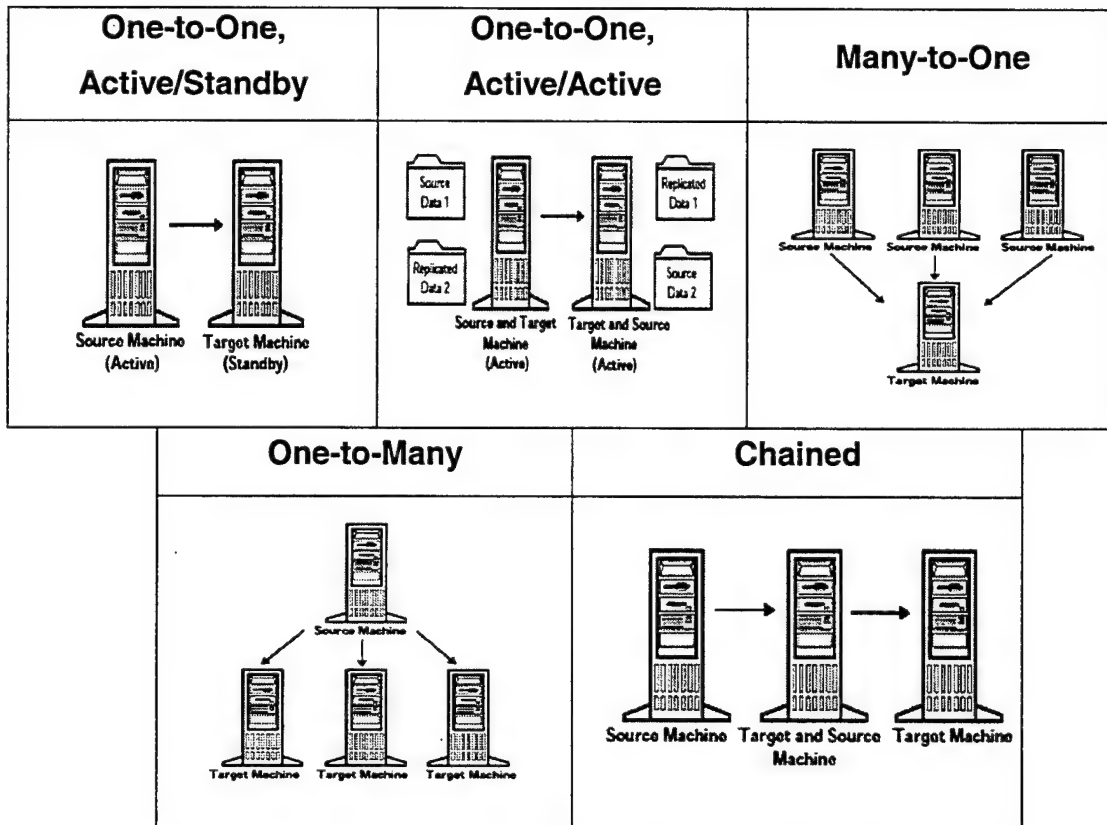 One-to-One,
Active/Standby
One-to-One,
Active/Active
Many-to-One
Source Machine
(Active)
Target Machine
(Standby)
Source
Data 1
Replicated
Data 2
Replicated
Data 1
Source
Data 2
Source and Target
Machine
(Active)
Target and Source
Machine
(Active)
Source Machine
Source Machine
Source Machine
Target Machine
One-to-Many
Chained
Source Machine
Target Machine
Target Machine
Target Machine
Source Machine
Target and Source
Machine
Target Machine